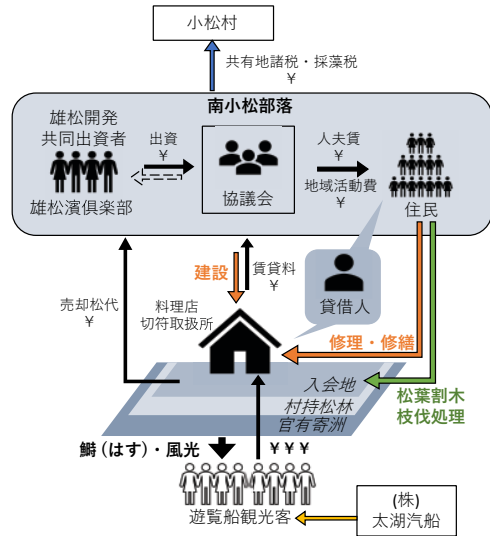 小松村
共有地諸税・採藻税
¥
南小松部落
雄松開発
共同出資者
雄松濱倶楽部
出資
¥
協議会
人夫賃
¥
地域活動費
¥
住民
建設
賃貸料
¥
貸借人
売却松代
¥
料理店
切符取扱所
修理・修繕
入会地
村持松林
官有寄洲
松葉割木
枝伐処理
鰣 (はす)・風光
¥¥¥
遊覧船観光客
(株)
太湖汽船